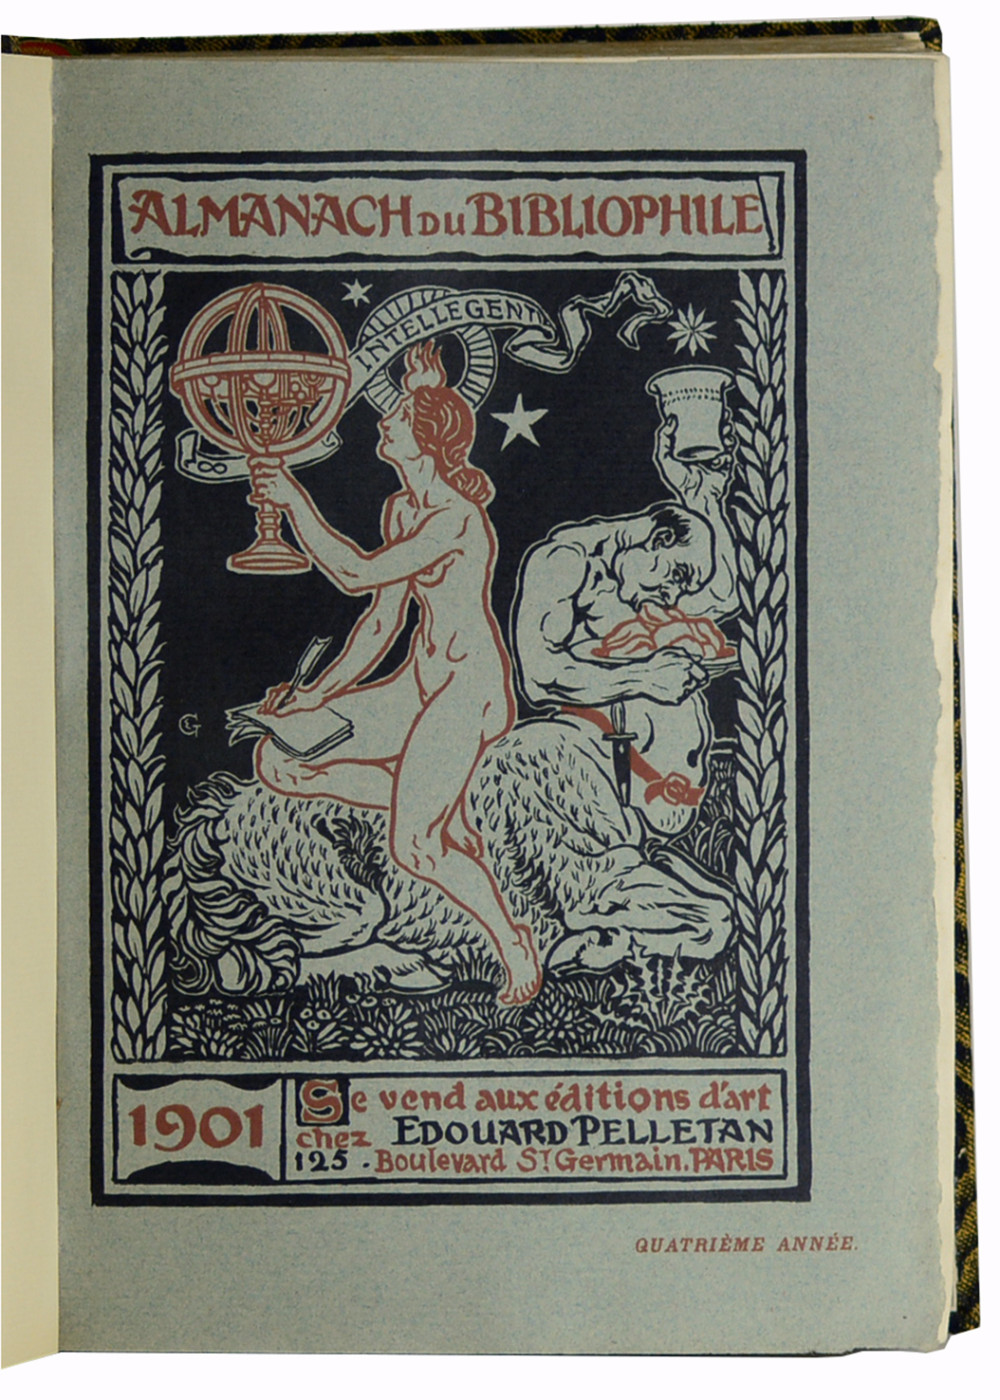 ALMANACH DU BIBLIOPHILE
INTELLEGENTI
G
1901
Se vend aux éditions d'art
chez EDOUARD PELLETAN
125. Boulevard ST Germain. PARIS
QUATRIÈME ANNÉE.